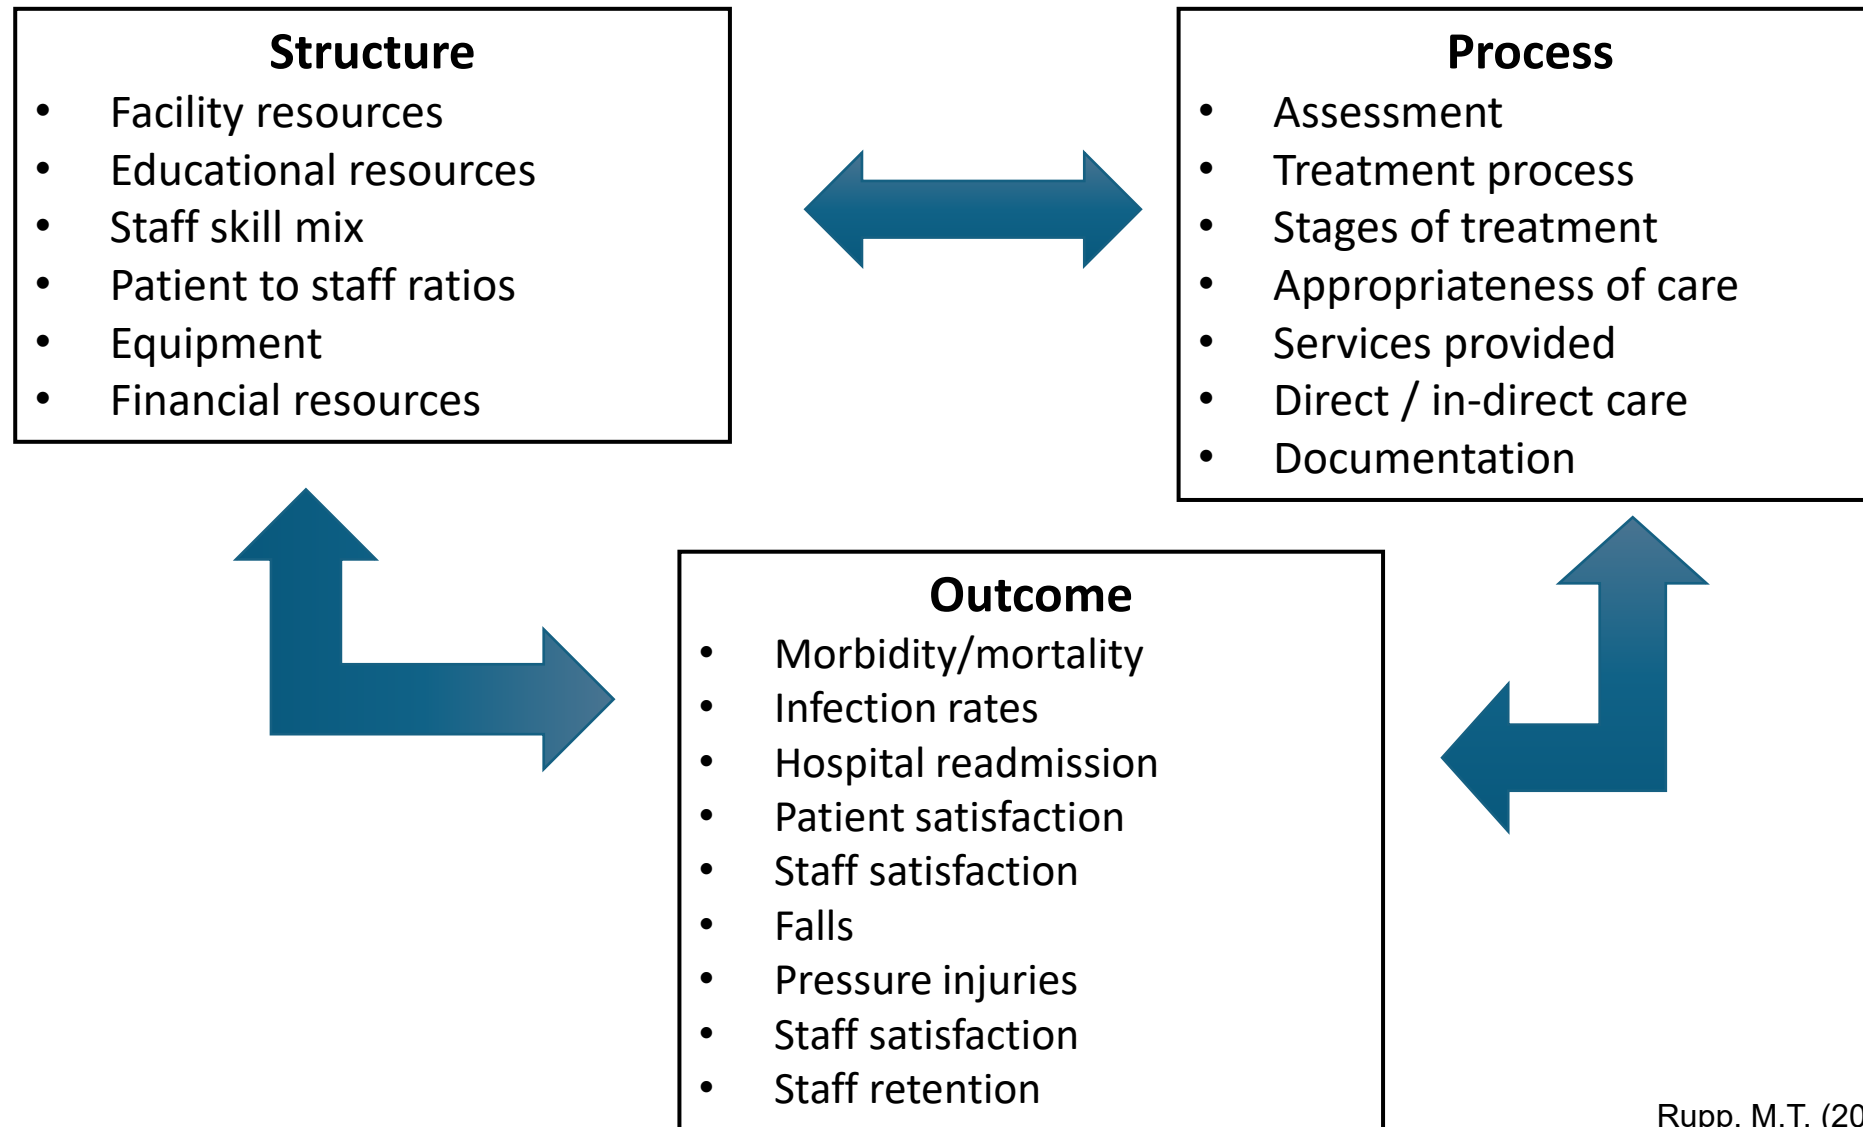 Structure
• Facility resources
• Educational resources
• Staff skill mix
• Patient to staff ratios
• Equipment
• Financial resources
Process
• Assessment
• Treatment process
• Stages of treatment
• Appropriateness of care
• Services provided
• Direct / in-direct care
• Documentation
Outcome
• Morbidity/mortality
• Infection rates
• Hospital readmission
• Patient satisfaction
• Staff satisfaction
• Falls
• Pressure injuries
• Staff satisfaction
• Staff retention
Rupp, M.T. (20